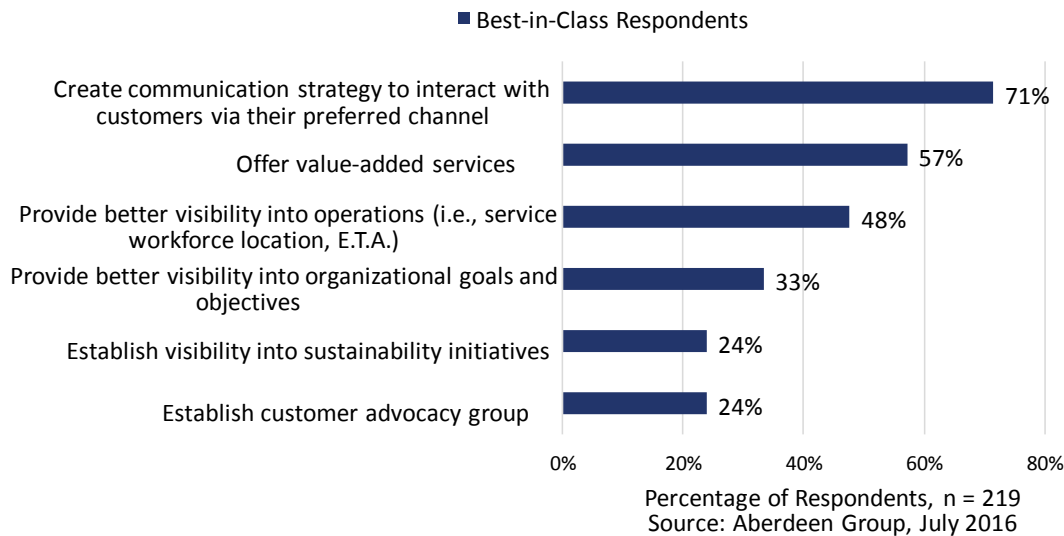 Best-in-Class Respondents
Create communication strategy to interact with
customers via their preferred channel
71%
Offer value-added services
57%
Provide better visibility into operations (i.e., service
workforce location, E.T.A.)
48%
Provide better visibility into organizational goals and
objectives
33%
Establish visibility into sustainability initiatives
24%
Establish customer advocacy group
24%
0% 20% 40% 60% 80%
Percentage of Respondents, n = 219
Source: Aberdeen Group, July 2016